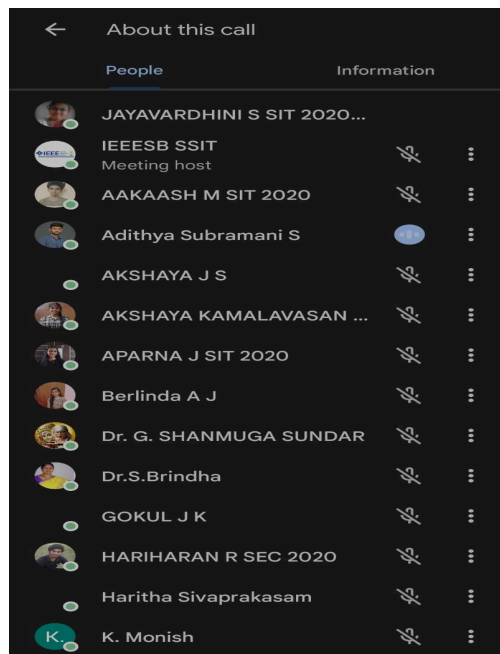 About this call
People Information
JAYAVARDHINI S SIT 2020...
IEEESB SSIT
Meeting host
AAKAASH M SIT 2020
Adithya Subramani S
AKSHAYA J S
AKSHAYA KAMALAVASAN ...
APARNA J SIT 2020
Berlinda A J
Dr. G. SHANMUGA SUNDAR
Dr.S.Brindha
GOKUL J K
HARIHARAN R SEC 2020
Haritha Sivaprakasam
K. K. Monish